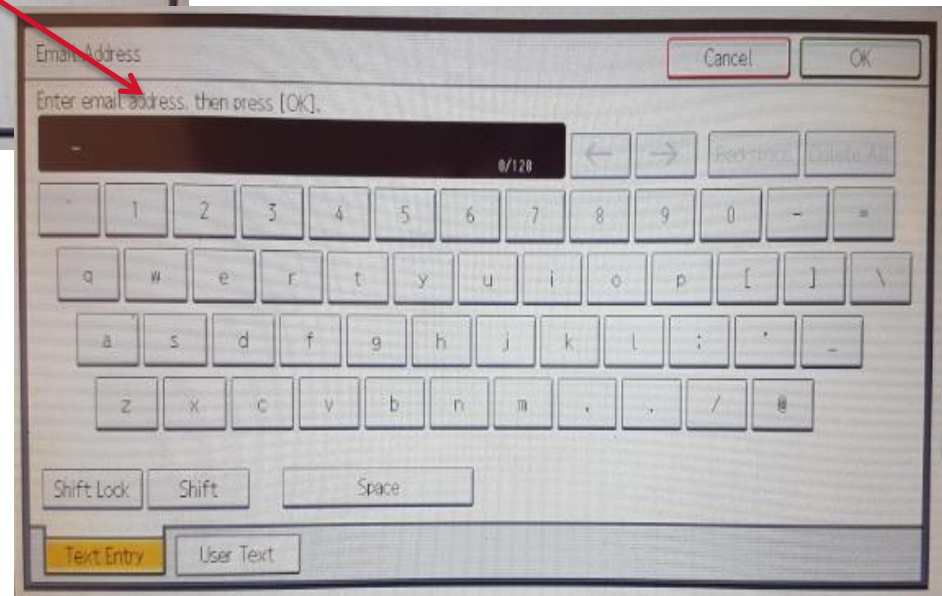 Email Address Cancel OK
Enter email address, then press [OK].
_
0/128 ← → Backspace Delete All
` 1 2 3 4 5 6 7 8 9 0 - =
q w e r t y u i o p [ ] \
a s d f g h j k l ; ' _
z x c v b n m , . / @
Shift Lock Shift Space
Text Entry User Text